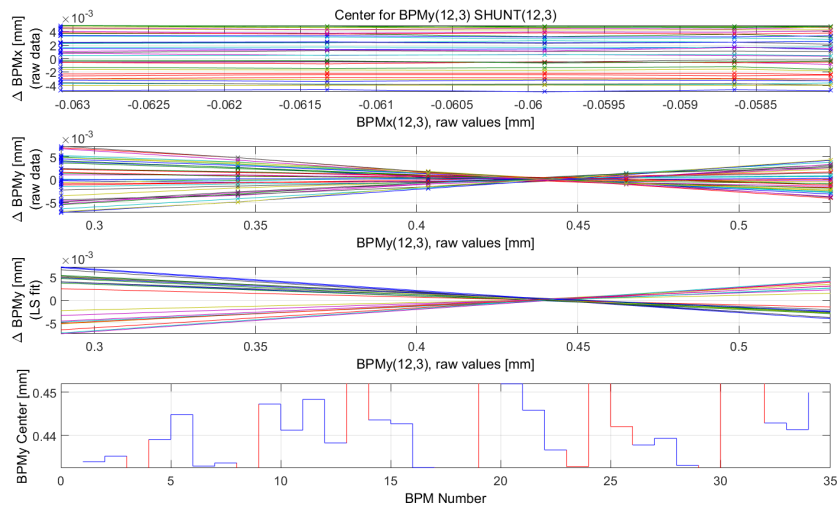 Center for BPMy(12,3) SHUNT(12,3)
×10⁻³
Δ BPMx [mm]
(raw data)
4
2
0
-2
-4
-0.063 -0.0625 -0.062 -0.0615 -0.061 -0.0605 -0.06 -0.0595 -0.059 -0.0585
BPMx(12,3), raw values [mm]
×10⁻³
Δ BPMy [mm]
(raw data)
5
0
-5
0.3 0.35 0.4 0.45 0.5
BPMy(12,3), raw values [mm]
×10⁻³
Δ BPMy [mm]
(LS fit)
5
0
-5
0.3 0.35 0.4 0.45 0.5
BPMy(12,3), raw values [mm]
BPMy Center [mm]
0.45
0.44
0 5 10 15 20 25 30 35
BPM Number